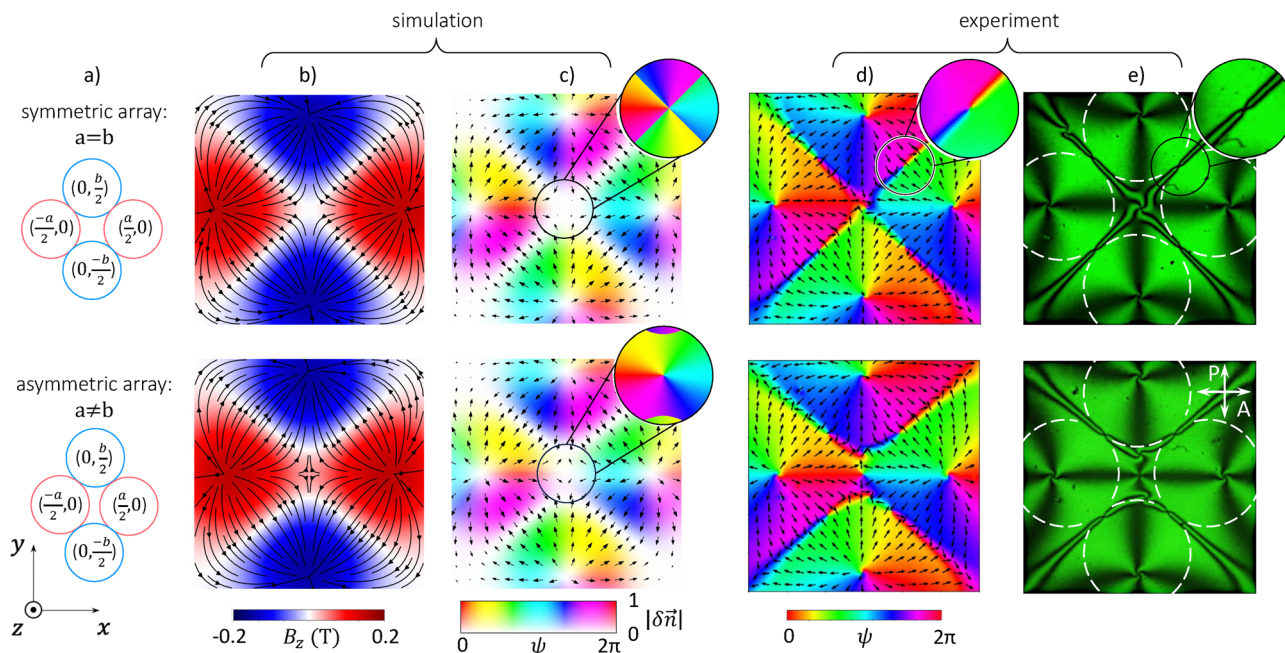 simulation
experiment
a)
b)
c)
d)
e)
symmetric array:
a=b
(0, b/2)
(-a/2, 0)
(a/2, 0)
(0, -b/2)
asymmetric array:
a≠b
(0, b/2)
(-a/2, 0)
(a/2, 0)
(0, -b/2)
P
A
y
z
x
-0.2
B_z (T)
0.2
1
0
|δn⃗|
0
ψ
2π
0
ψ
2π